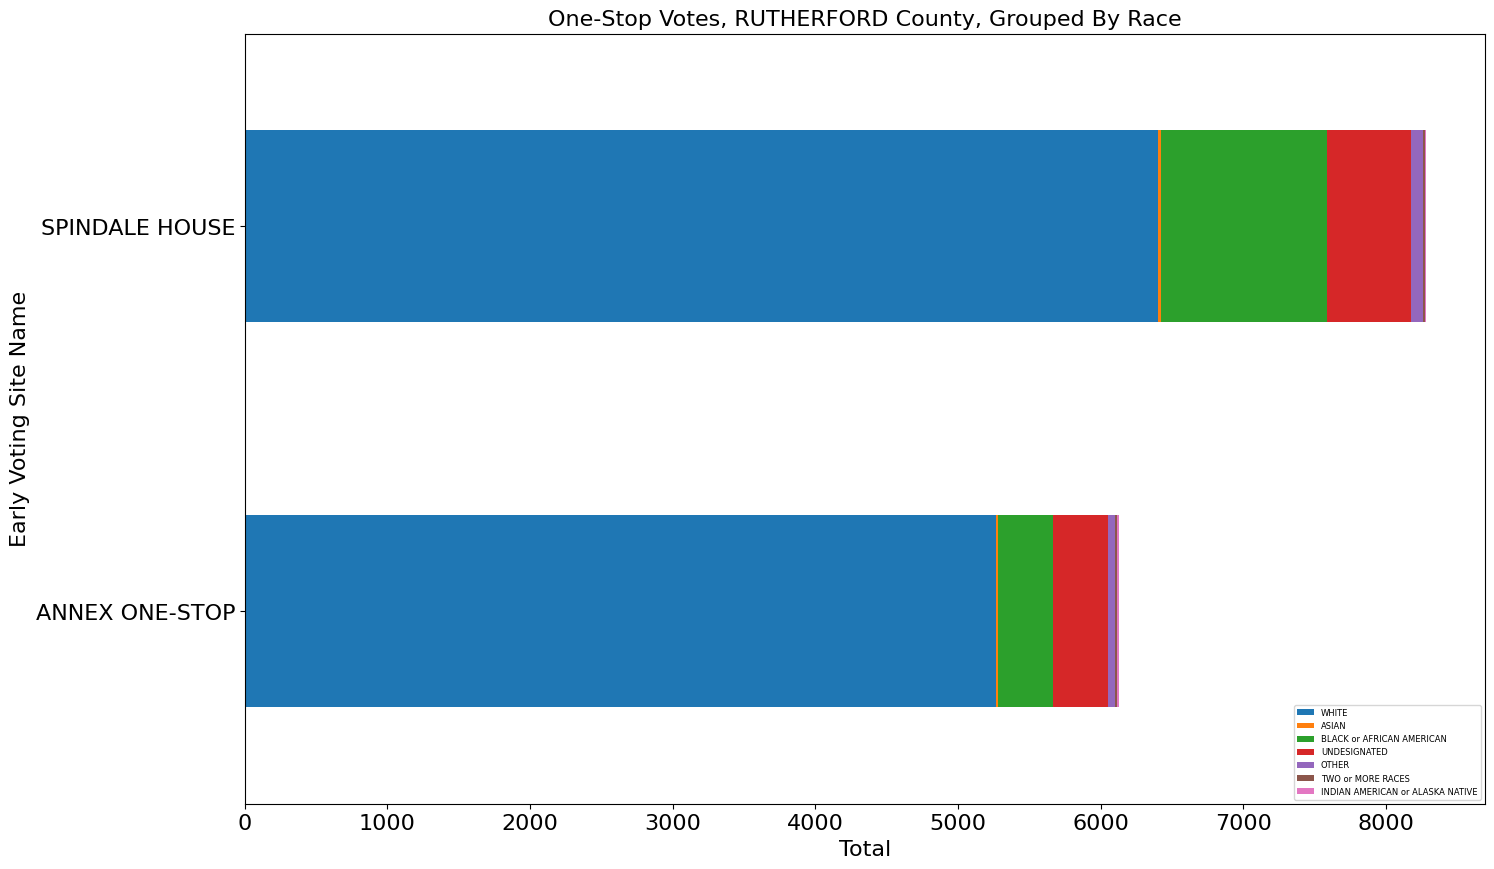 One-Stop Votes, RUTHERFORD County, Grouped By Race
Early Voting Site Name
SPINDALE HOUSE
ANNEX ONE-STOP
WHITE
ASIAN
BLACK or AFRICAN AMERICAN
UNDESIGNATED
OTHER
TWO or MORE RACES
INDIAN AMERICAN or ALASKA NATIVE
0 1000 2000 3000 4000 5000 6000 7000 8000
Total